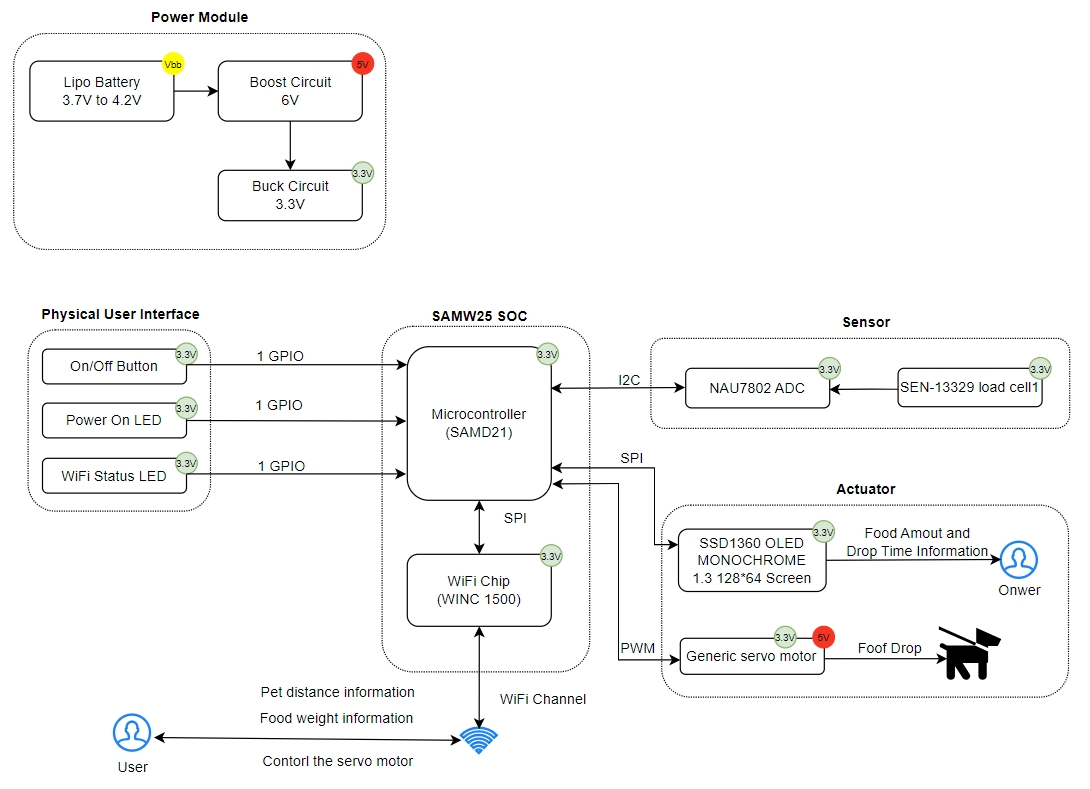 Power Module
Vbb
Lipo Battery
3.7V to 4.2V
5V
Boost Circuit
6V
3.3V
Buck Circuit
3.3V
Physical User Interface
3.3V
On/Off Button
1 GPIO
3.3V
Power On LED
1 GPIO
3.3V
WiFi Status LED
1 GPIO
SAMW25 SOC
3.3V
Microcontroller
(SAMD21)
SPI
3.3V
WiFi Chip
(WINC 1500)
WiFi Channel
Sensor
I2C
3.3V
NAU7802 ADC
3.3V
SEN-13329 load cell1
Actuator
SPI
3.3V
SSD1360 OLED
MONOCHROME
1.3 128*64 Screen
Food Amout and
Drop Time Information
Onwer
PWM
3.3V
5V
Generic servo motor
Foof Drop
Pet distance information
Food weight information
Contorl the servo motor
User